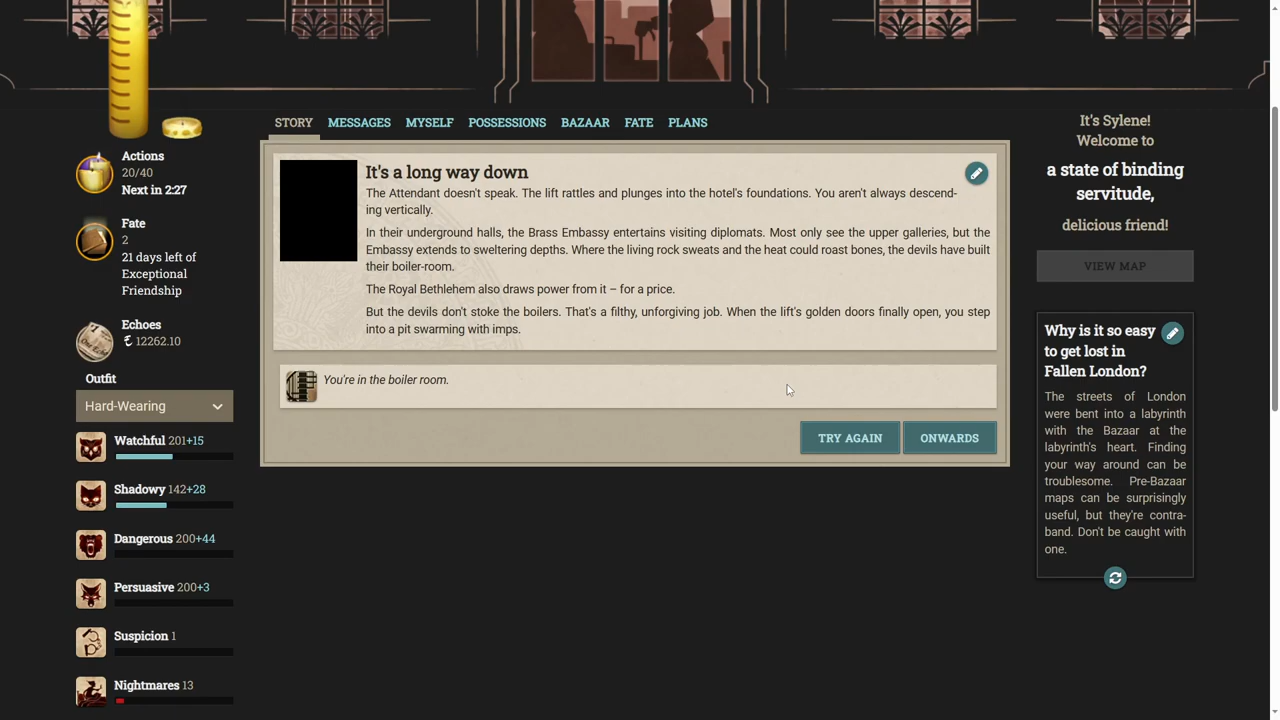 STORY MESSAGES MYSELF POSSESSIONS BAZAAR FATE PLANS
Actions
20/40
Next in 2:27
Fate
2
21 days left of
Exceptional
Friendship
Echoes
12262.10
Outfit
Hard-Wearing
Watchful 201+15
Shadowy 142+28
Dangerous 200+44
Persuasive 200+3
Suspicion 1
Nightmares 13
It's a long way down
The Attendant doesn't speak. The lift rattles and plunges into the hotel's foundations. You aren't always descend-
ing vertically.
In their underground halls, the Brass Embassy entertains visiting diplomats. Most only see the upper galleries, but the
Embassy extends to sweltering depths. Where the living rock sweats and the heat could roast bones, the devils have built
their boiler-room.
The Royal Bethlehem also draws power from it – for a price.
But the devils don't stoke the boilers. That's a filthy, unforgiving job. When the lift's golden doors finally open, you step
into a pit swarming with imps.
You're in the boiler room.
TRY AGAIN ONWARDS
It's Sylene!
Welcome to
a state of binding
servitude,
delicious friend!
VIEW MAP
Why is it so easy
to get lost in
Fallen London?
The streets of London
were bent into a labyrinth
with the Bazaar at the
labyrinth's heart. Finding
your way around can be
troublesome. Pre-Bazaar
maps can be surprisingly
useful, but they're contra-
band. Don't be caught with
one.